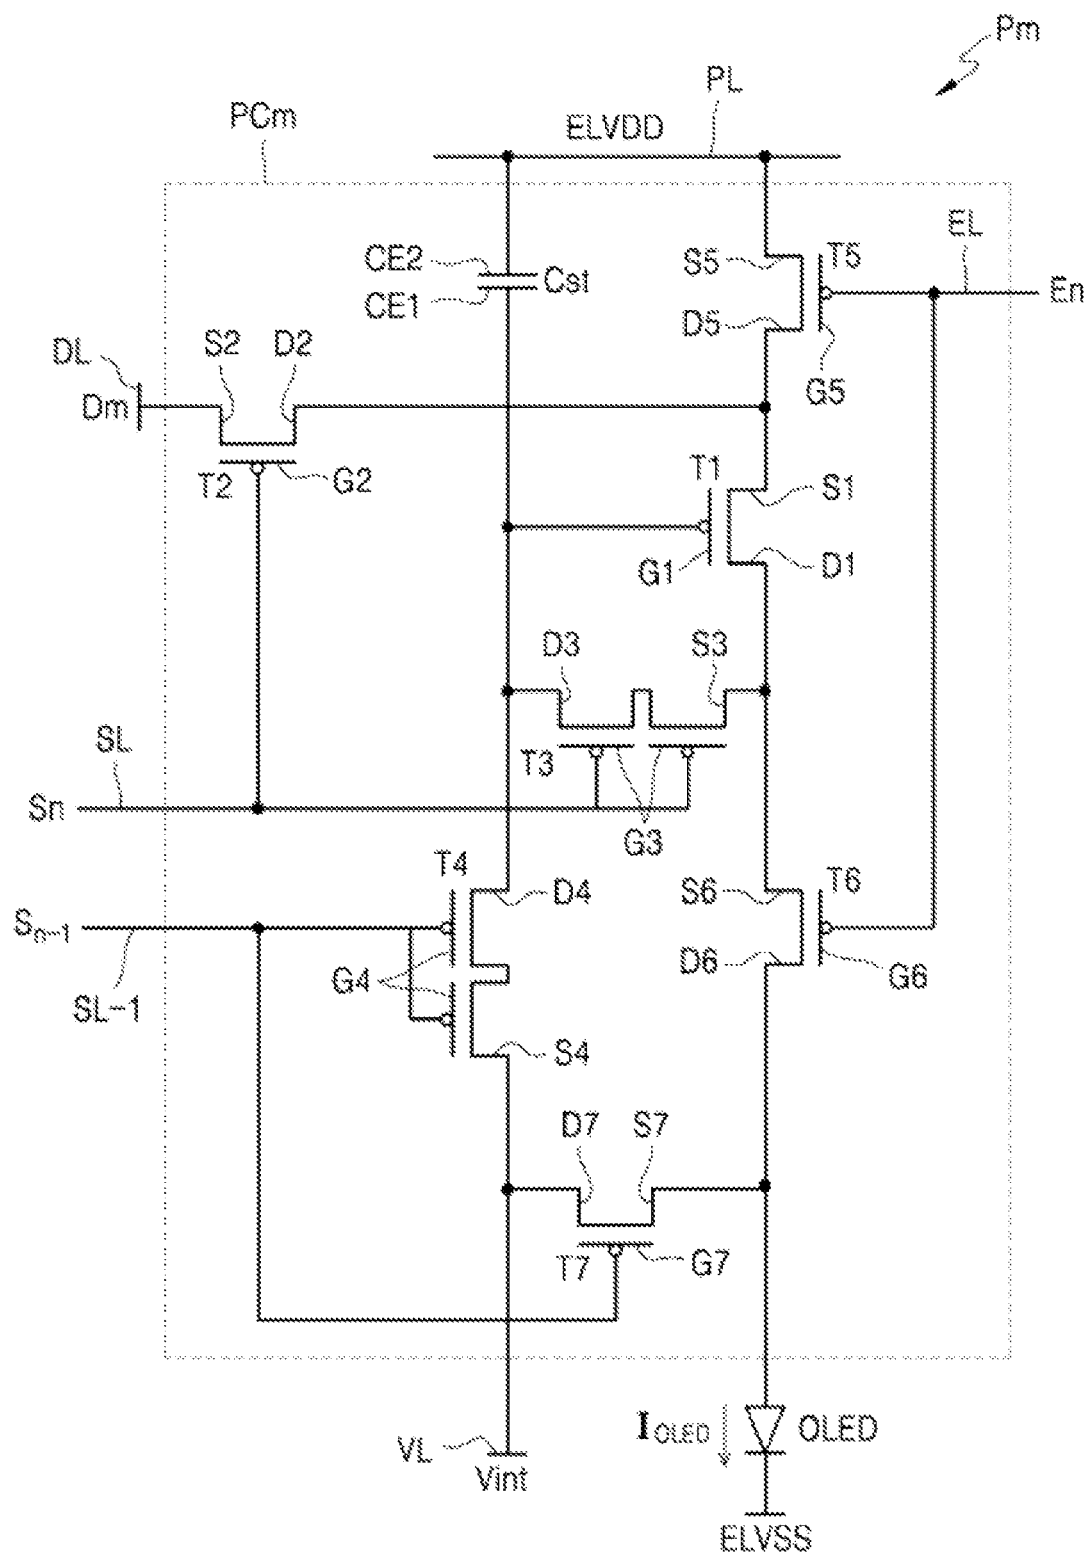 Pm
PL
PCm
ELVDD
EL
CE2
Cst
CE1
S5
T5
En
D5
G5
DL
S2
D2
Dm
T2
G2
T1
S1
G1
D1
D3
S3
SL
T3
Sn
G3
T4
D4
S6
T6
Sn-1
G4
D6
G6
SL-1
S4
D7
S7
T7
G7
IOLED
OLED
VL
Vint
ELVSS